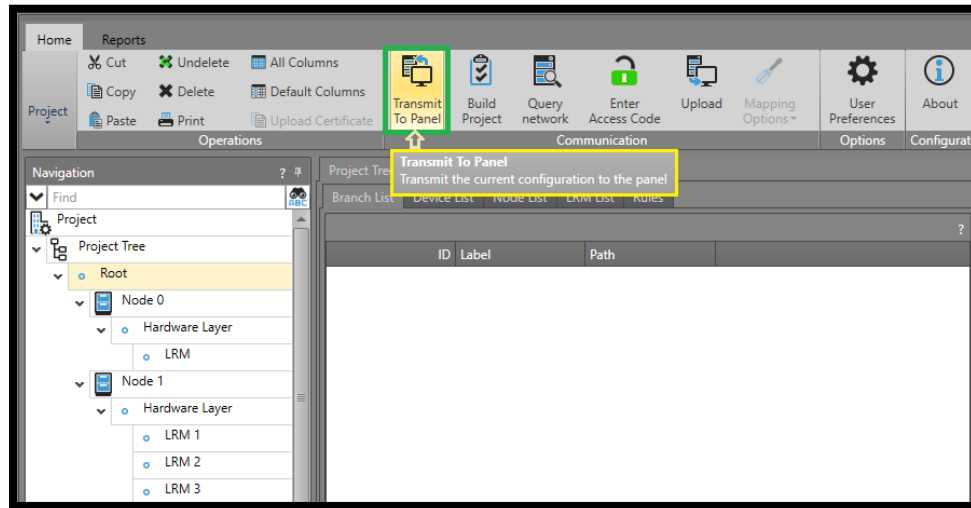 Home Reports
Cut Undelete All Columns
Copy Delete Default Columns
Paste Print Upload Certificate
Project
Transmit To Panel
Build Project
Query network
Enter Access Code
Upload
Mapping Options
User Preferences
About
Operations Communication Options Configurat
Transmit To Panel
Transmit the current configuration to the panel
Navigation ?
Find ABC
Project
Project Tree
Root
Node 0
Hardware Layer
LRM
Node 1
Hardware Layer
LRM 1
LRM 2
LRM 3
Project Tre
Branch List Device List Node List LRM List Rules
?
ID Label Path